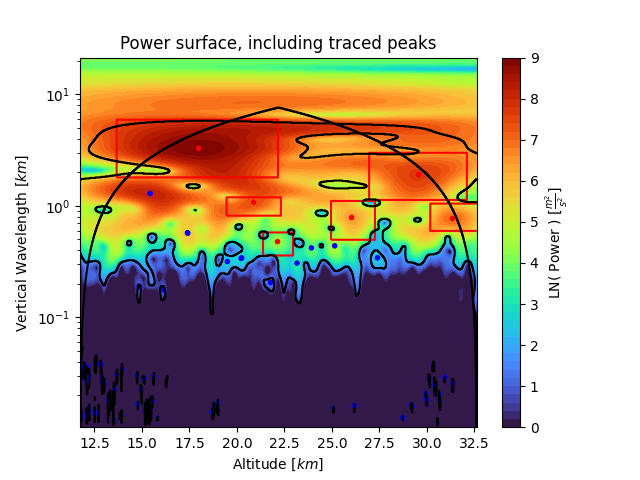 Power surface, including traced peaks
Vertical Wavelength [km]
10¹
10⁰
10⁻¹
12.5 15.0 17.5 20.0 22.5 25.0 27.5 30.0 32.5
Altitude [km]
9
8
7
6
5
4
3
2
1
0
LN( Power ) [m²/s²]